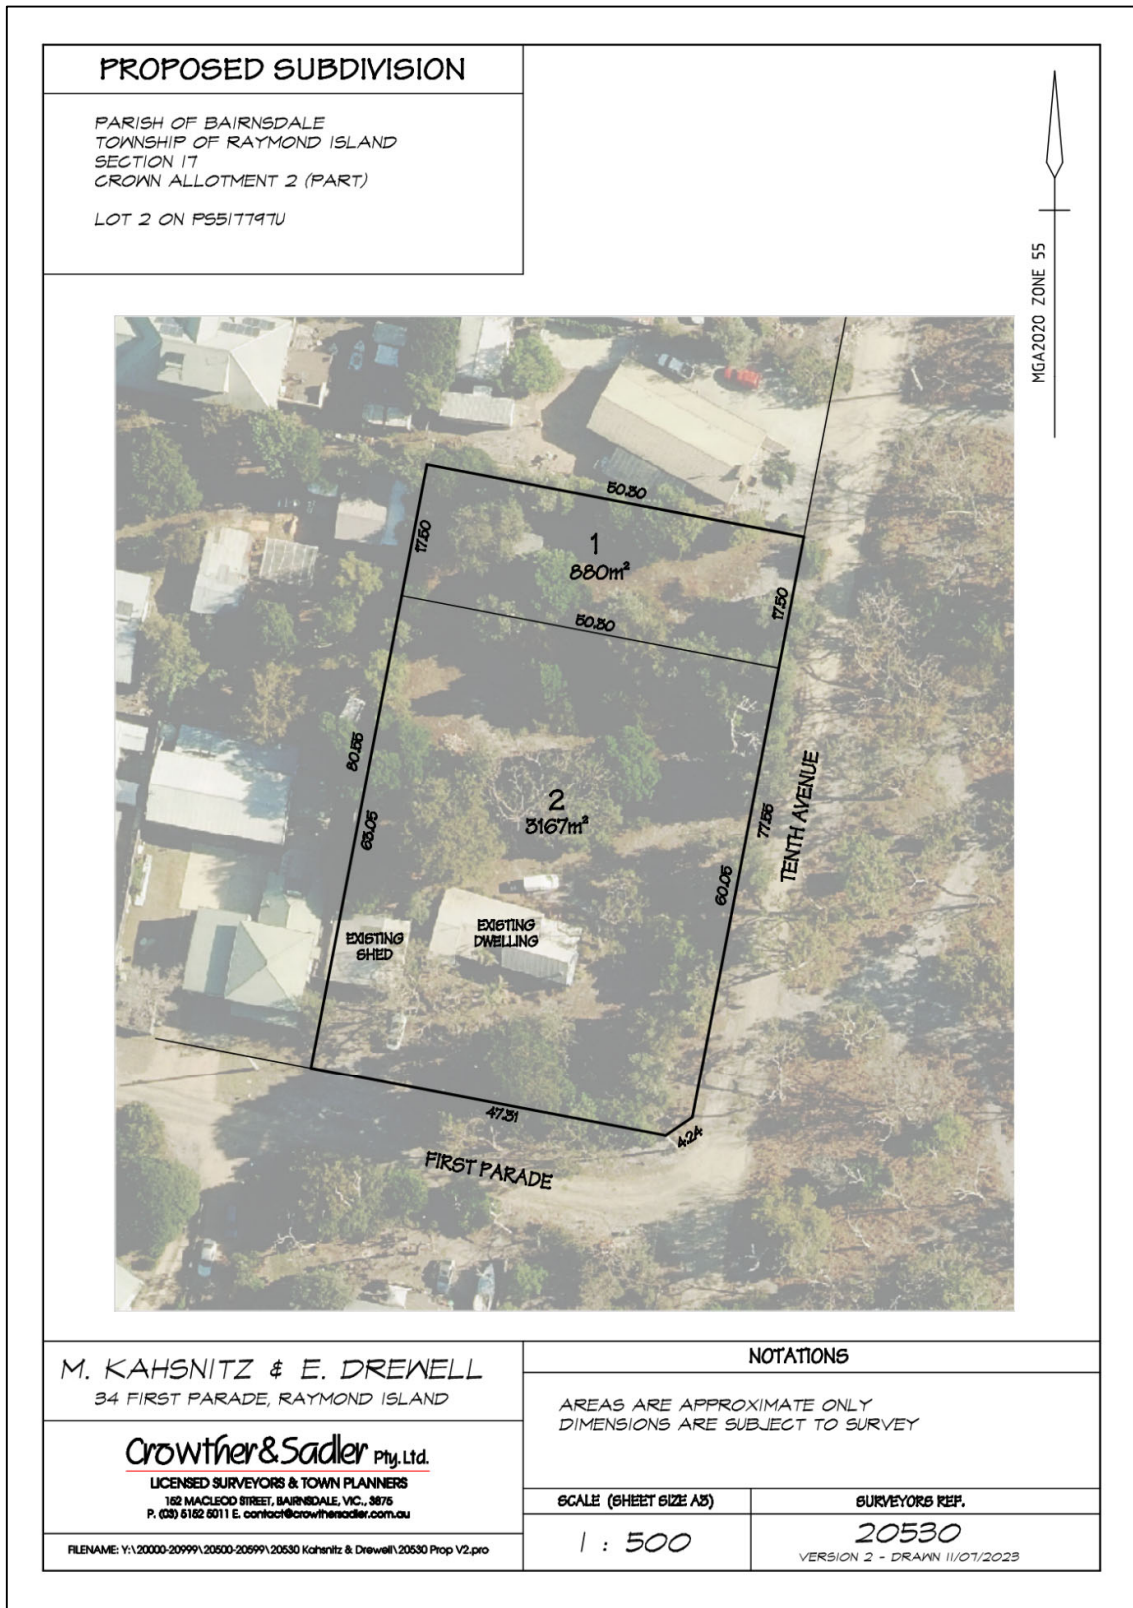 PROPOSED SUBDIVISION
PARISH OF BAIRNSDALE
TOWNSHIP OF RAYMOND ISLAND
SECTION 17
CROWN ALLOTMENT 2 (PART)
LOT 2 ON PS517797U
MGA2020 ZONE 55
50.30
17.50
1
880m²
17.50
50.30
80.55
63.05
2
3167m²
77.55
60.05
TENTH AVENUE
EXISTING
SHED
EXISTING
DWELLING
47.31
4.24
FIRST PARADE
M. KAHSNITZ & E. DREWELL
34 FIRST PARADE, RAYMOND ISLAND
Crowther&Sadler Pty. Ltd.
LICENSED SURVEYORS & TOWN PLANNERS
152 MACLEOD STREET, BAIRNSDALE, VIC., 3875
P. (03) 5152 5011 E. contact@crowthersadler.com.au
FILENAME: Y:\20000-20999\20500-20599\20530 Kahsnitz & Drewell\20530 Prop V2.pro
NOTATIONS
AREAS ARE APPROXIMATE ONLY
DIMENSIONS ARE SUBJECT TO SURVEY
SCALE (SHEET SIZE A3)
1 : 500
SURVEYORS REF.
20530
VERSION 2 - DRAWN 11/07/2023